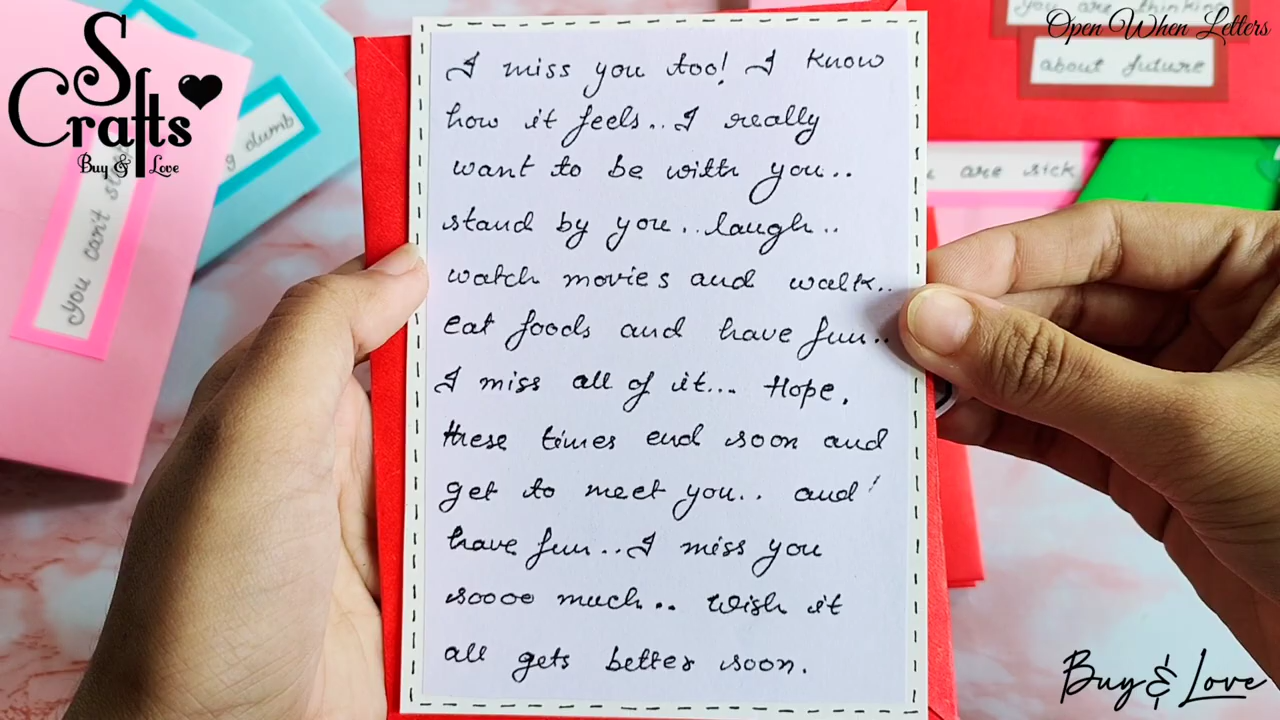 S
Crafts
Buy & Love
Open When Letters
you are thinking
about future
g dumb
you can't
are sick
I miss you too! I know
how it feels.. I really
want to be with you..
stand by you.. laugh..
watch movies and walk..
eat foods and have fun..
I miss all of it... Hope,
these times end soon and
get to meet you.. and
have fun.. I miss you
soooo much.. Wish it
all gets better soon.
Buy & Love